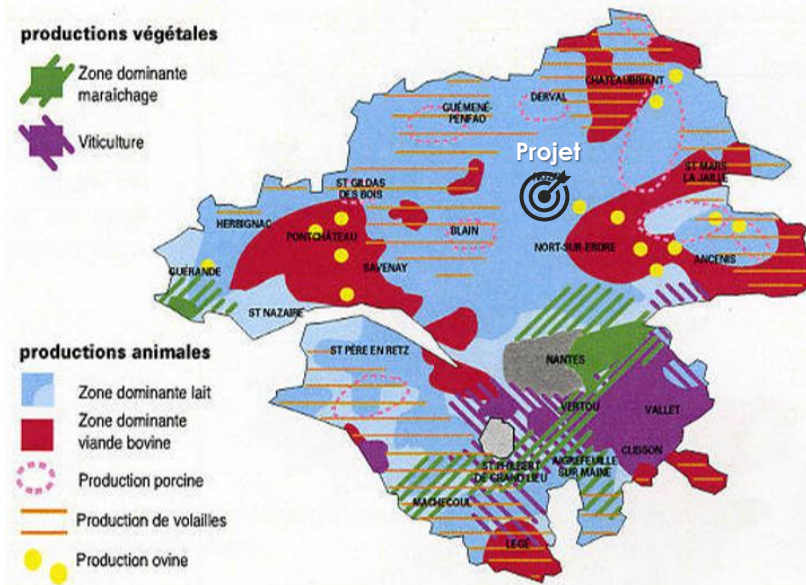 productions végétales
Zone dominante
maraîchage
Viticulture
CHATEAUBRIANT
DERVAL
GUÉMENÉ-
PENFAO
Projet
ST MARS
LA JAILLE
ST GILDAS
DES BOIS
HERBIGNAC
PONTCHÂTEAU
BLAIN
NORT-SUR-ERDRE
ANCENIS
SAVENAY
GUÉRANDE
ST NAZAIRE
productions animales
ST PÈRE EN RETZ
NANTES
Zone dominante lait
VERTOU
VALLET
Zone dominante
viande bovine
CLISSON
Production porcine
ST PHILBERT
DE GRAND LIEU
AIGREFEUILLE
SUR MAINE
MACHECOUL
Production de volailles
LEGÉ
Production ovine